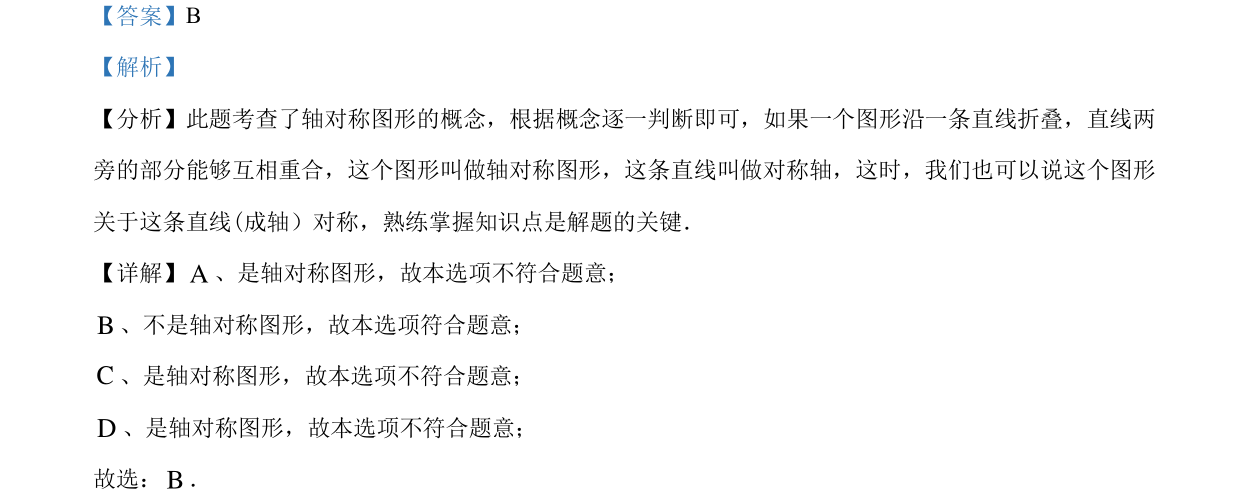 【答案】B
【解析】
【分析】此题考查了轴对称图形的概念，根据概念逐一判断即可，如果一个图形沿一条直线折叠，直线两
旁的部分能够互相重合，这个图形叫做轴对称图形，这条直线叫做对称轴，这时，我们也可以说这个图形
关于这条直线(成轴）对称，熟练掌握知识点是解题的关键．
【详解】A、是轴对称图形，故本选项不符合题意；
B、不是轴对称图形，故本选项符合题意；
C、是轴对称图形，故本选项不符合题意；
D、是轴对称图形，故本选项不符合题意；
故选：B．